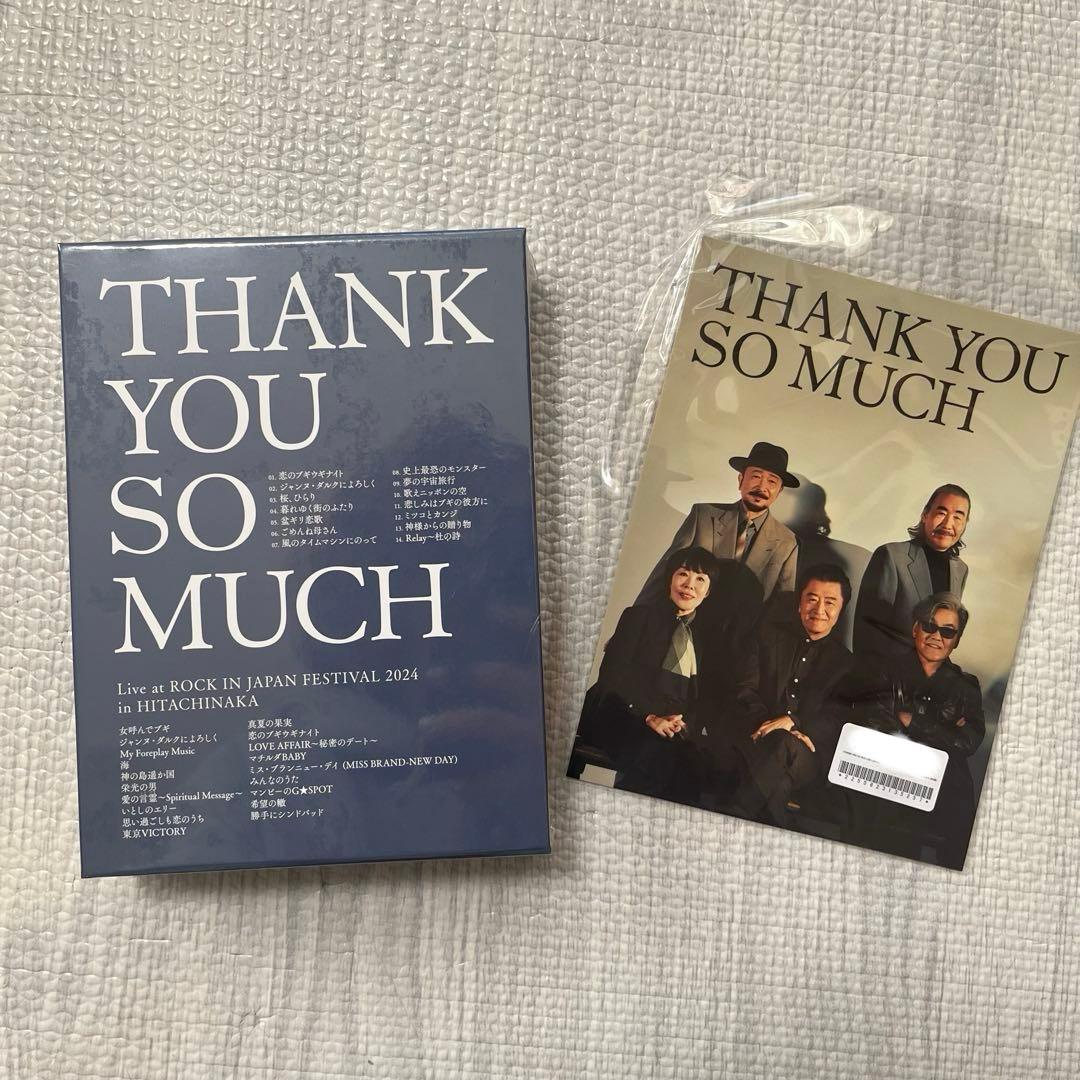 THANK
YOU
SO
MUCH
01. 恋のブギウギナイト
02. ジャンヌ・ダルクによろしく
03. 桜、ひらり
04. 暮れゆく街のふたり
05. 盆ギリ恋歌
06. ごめんね母さん
07. 風のタイムマシンにのって
08. 史上最恐のモンスター
09. 夢の宇宙旅行
10. 歌えニッポンの空
11. 悲しみはブギの彼方に
12. ミツコとカンジ
13. 神様からの贈り物
14. Relay〜杜の詩
Live at ROCK IN JAPAN FESTIVAL 2024
in HITACHINAKA
女呼んでブギ
ジャンヌ・ダルクによろしく
My Foreplay Music
海
神の島遥か国
栄光の男
愛の言霊〜Spiritual Message〜
いとしのエリー
思い過ごしも恋のうち
東京VICTORY
真夏の果実
恋のブギウギナイト
LOVE AFFAIR〜秘密のデート〜
マチルダBABY
ミス・ブランニュー・デイ (MISS BRAND-NEW DAY)
みんなのうた
マンピーのG★SPOT
希望の轍
勝手にシンドバッド
THANK YOU
SO MUCH